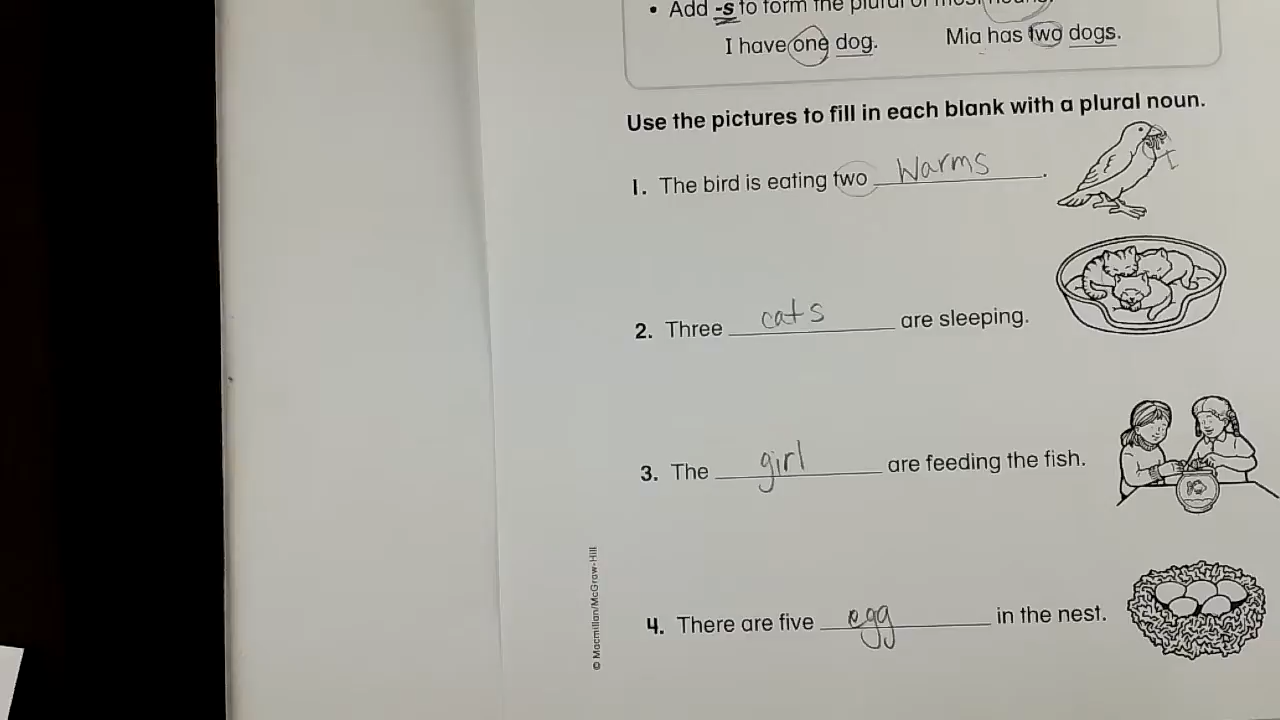 • Add -s to form the plural of most nouns.
I have one dog. Mia has two dogs.
Use the pictures to fill in each blank with a plural noun.
1. The bird is eating two warms.
2. Three cats are sleeping.
3. The girl are feeding the fish.
4. There are five egg in the nest.
© Macmillan/McGraw-Hill